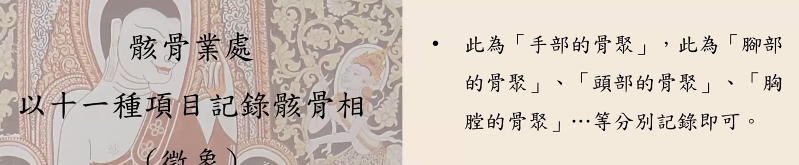 骸骨業處
以十一種項目記錄骸骨相
（徵象）
• 此為「手部的骨聚」，此為「腳部
的骨聚」、「頭部的骨聚」、「胸
膛的骨聚」…等分別記錄即可。